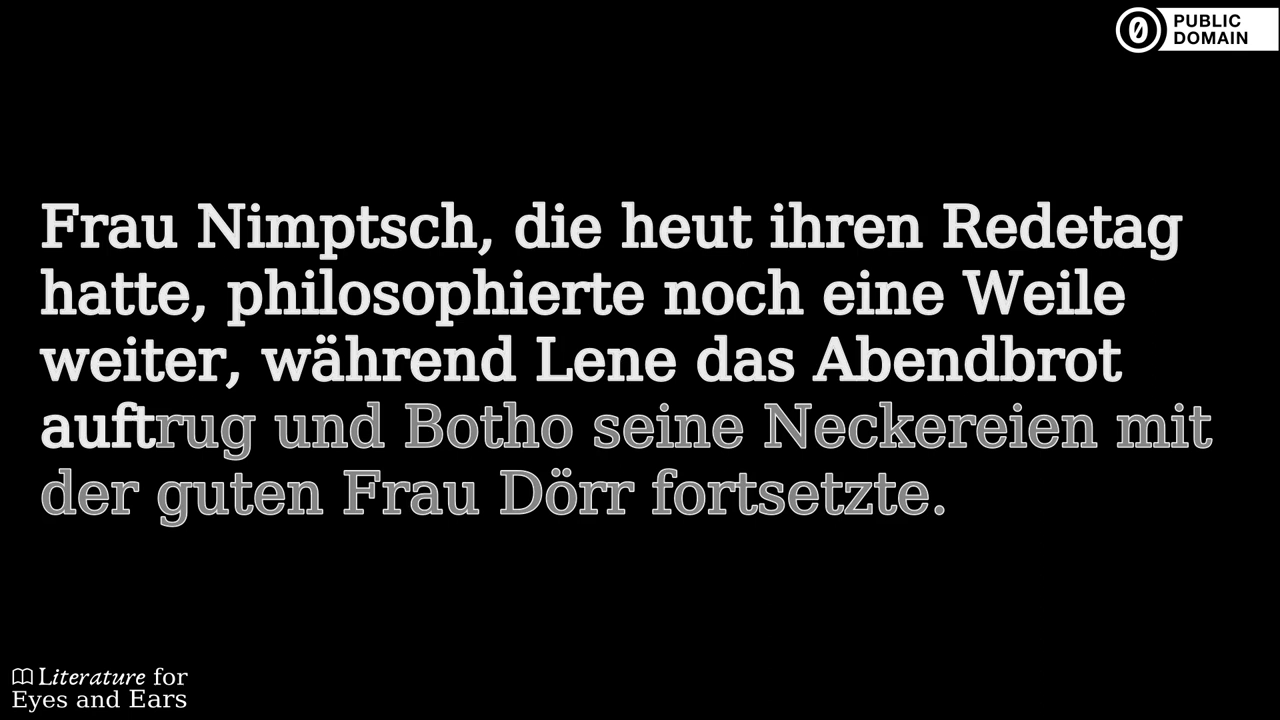 PUBLIC
DOMAIN
Frau Nimptsch, die heut ihren Redetag
hatte, philosophierte noch eine Weile
weiter, während Lene das Abendbrot
auftrug und Botho seine Neckereien mit
der guten Frau Dörr fortsetzte.
Literature for
Eyes and Ears